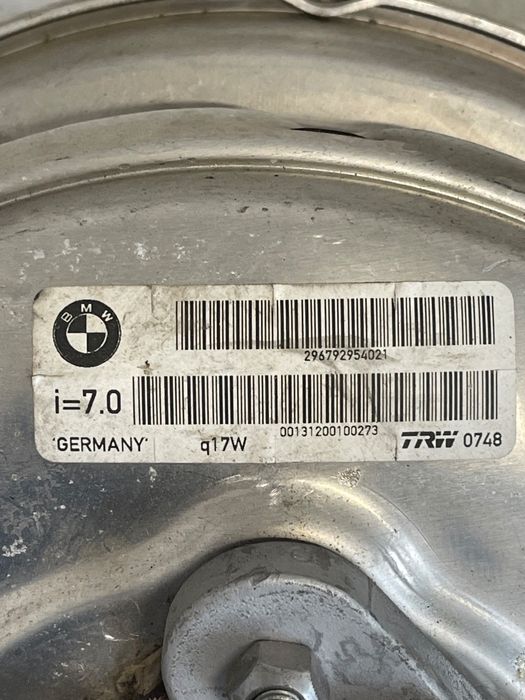 BMW
296792954021
i=7.0
00131200100273
'GERMANY' q17W TRW 0748